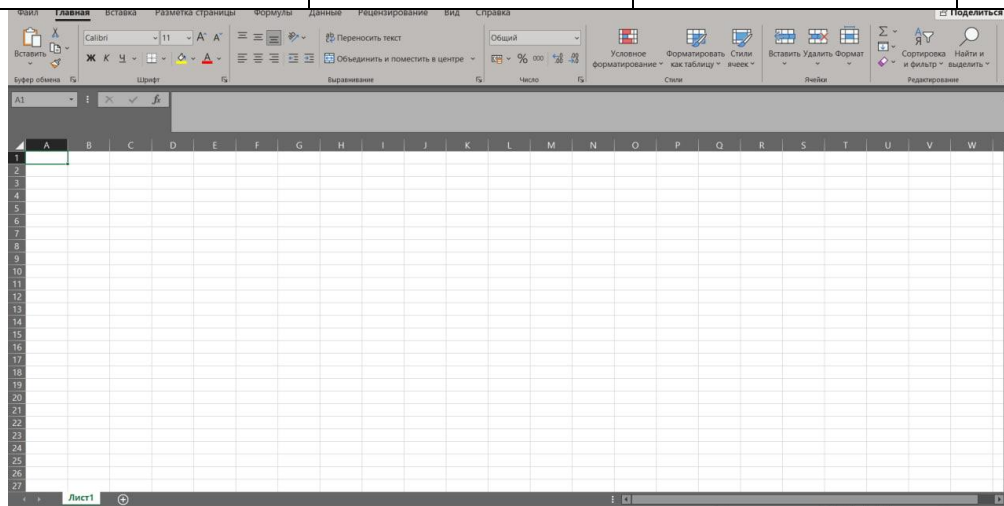 Файл Главная Вставка Разметка страницы Формулы Данные Рецензирование Вид Справка Поделиться
Вставить
Calibri 11
Ж К Ч
Переносить текст
Объединить и поместить в центре
Общий
% 000
Условное форматирование
Форматировать как таблицу
Стили ячеек
Вставить Удалить Формат
Сортировка и фильтр
Найти и выделить
Буфер обмена Шрифт Выравнивание Число Стили Ячейки Редактирование
A1 fx
A B C D E F G H I J K L M N O P Q R S T U V W
1
2
3
4
5
6
7
8
9
10
11
12
13
14
15
16
17
18
19
20
21
22
23
24
25
26
27
Лист1